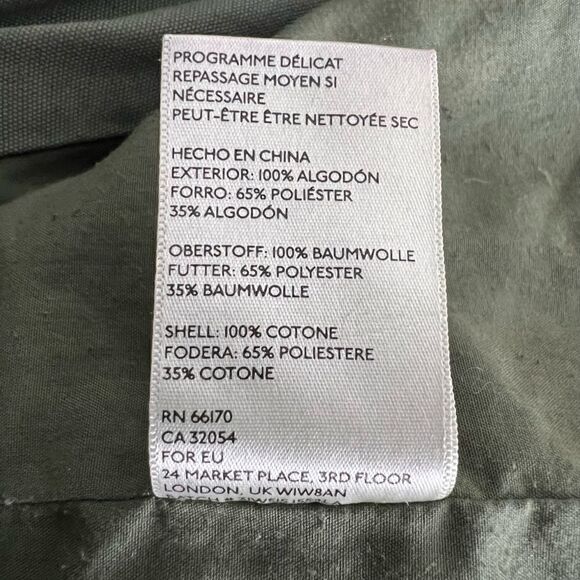 PROGRAMME DÉLICAT
REPASSAGE MOYEN SI
NÉCESSAIRE
PEUT-ÊTRE ÊTRE NETTOYÉE SEC
HECHO EN CHINA
EXTERIOR: 100% ALGODÓN
FORRO: 65% POLIÉSTER
35% ALGODÓN
OBERSTOFF: 100% BAUMWOLLE
FUTTER: 65% POLYESTER
35% BAUMWOLLE
SHELL: 100% COTONE
FODERA: 65% POLIESTERE
35% COTONE
RN 66170
CA 32054
FOR EU
24 MARKET PLACE, 3RD FLOOR
LONDON, UK W1W8AN